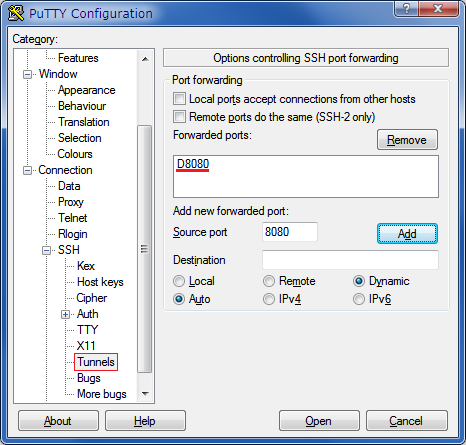 PuTTY Configuration
Category:
Features
Window
Appearance
Behaviour
Translation
Selection
Colours
Connection
Data
Proxy
Telnet
Rlogin
SSH
Kex
Host keys
Cipher
Auth
TTY
X11
Tunnels
Bugs
More bugs
Options controlling SSH port forwarding
Port forwarding
Local ports accept connections from other hosts
Remote ports do the same (SSH-2 only)
Forwarded ports:
Remove
D8080
Add new forwarded port:
Source port 8080 Add
Destination
Local Remote Dynamic
Auto IPv4 IPv6
About Help Open Cancel